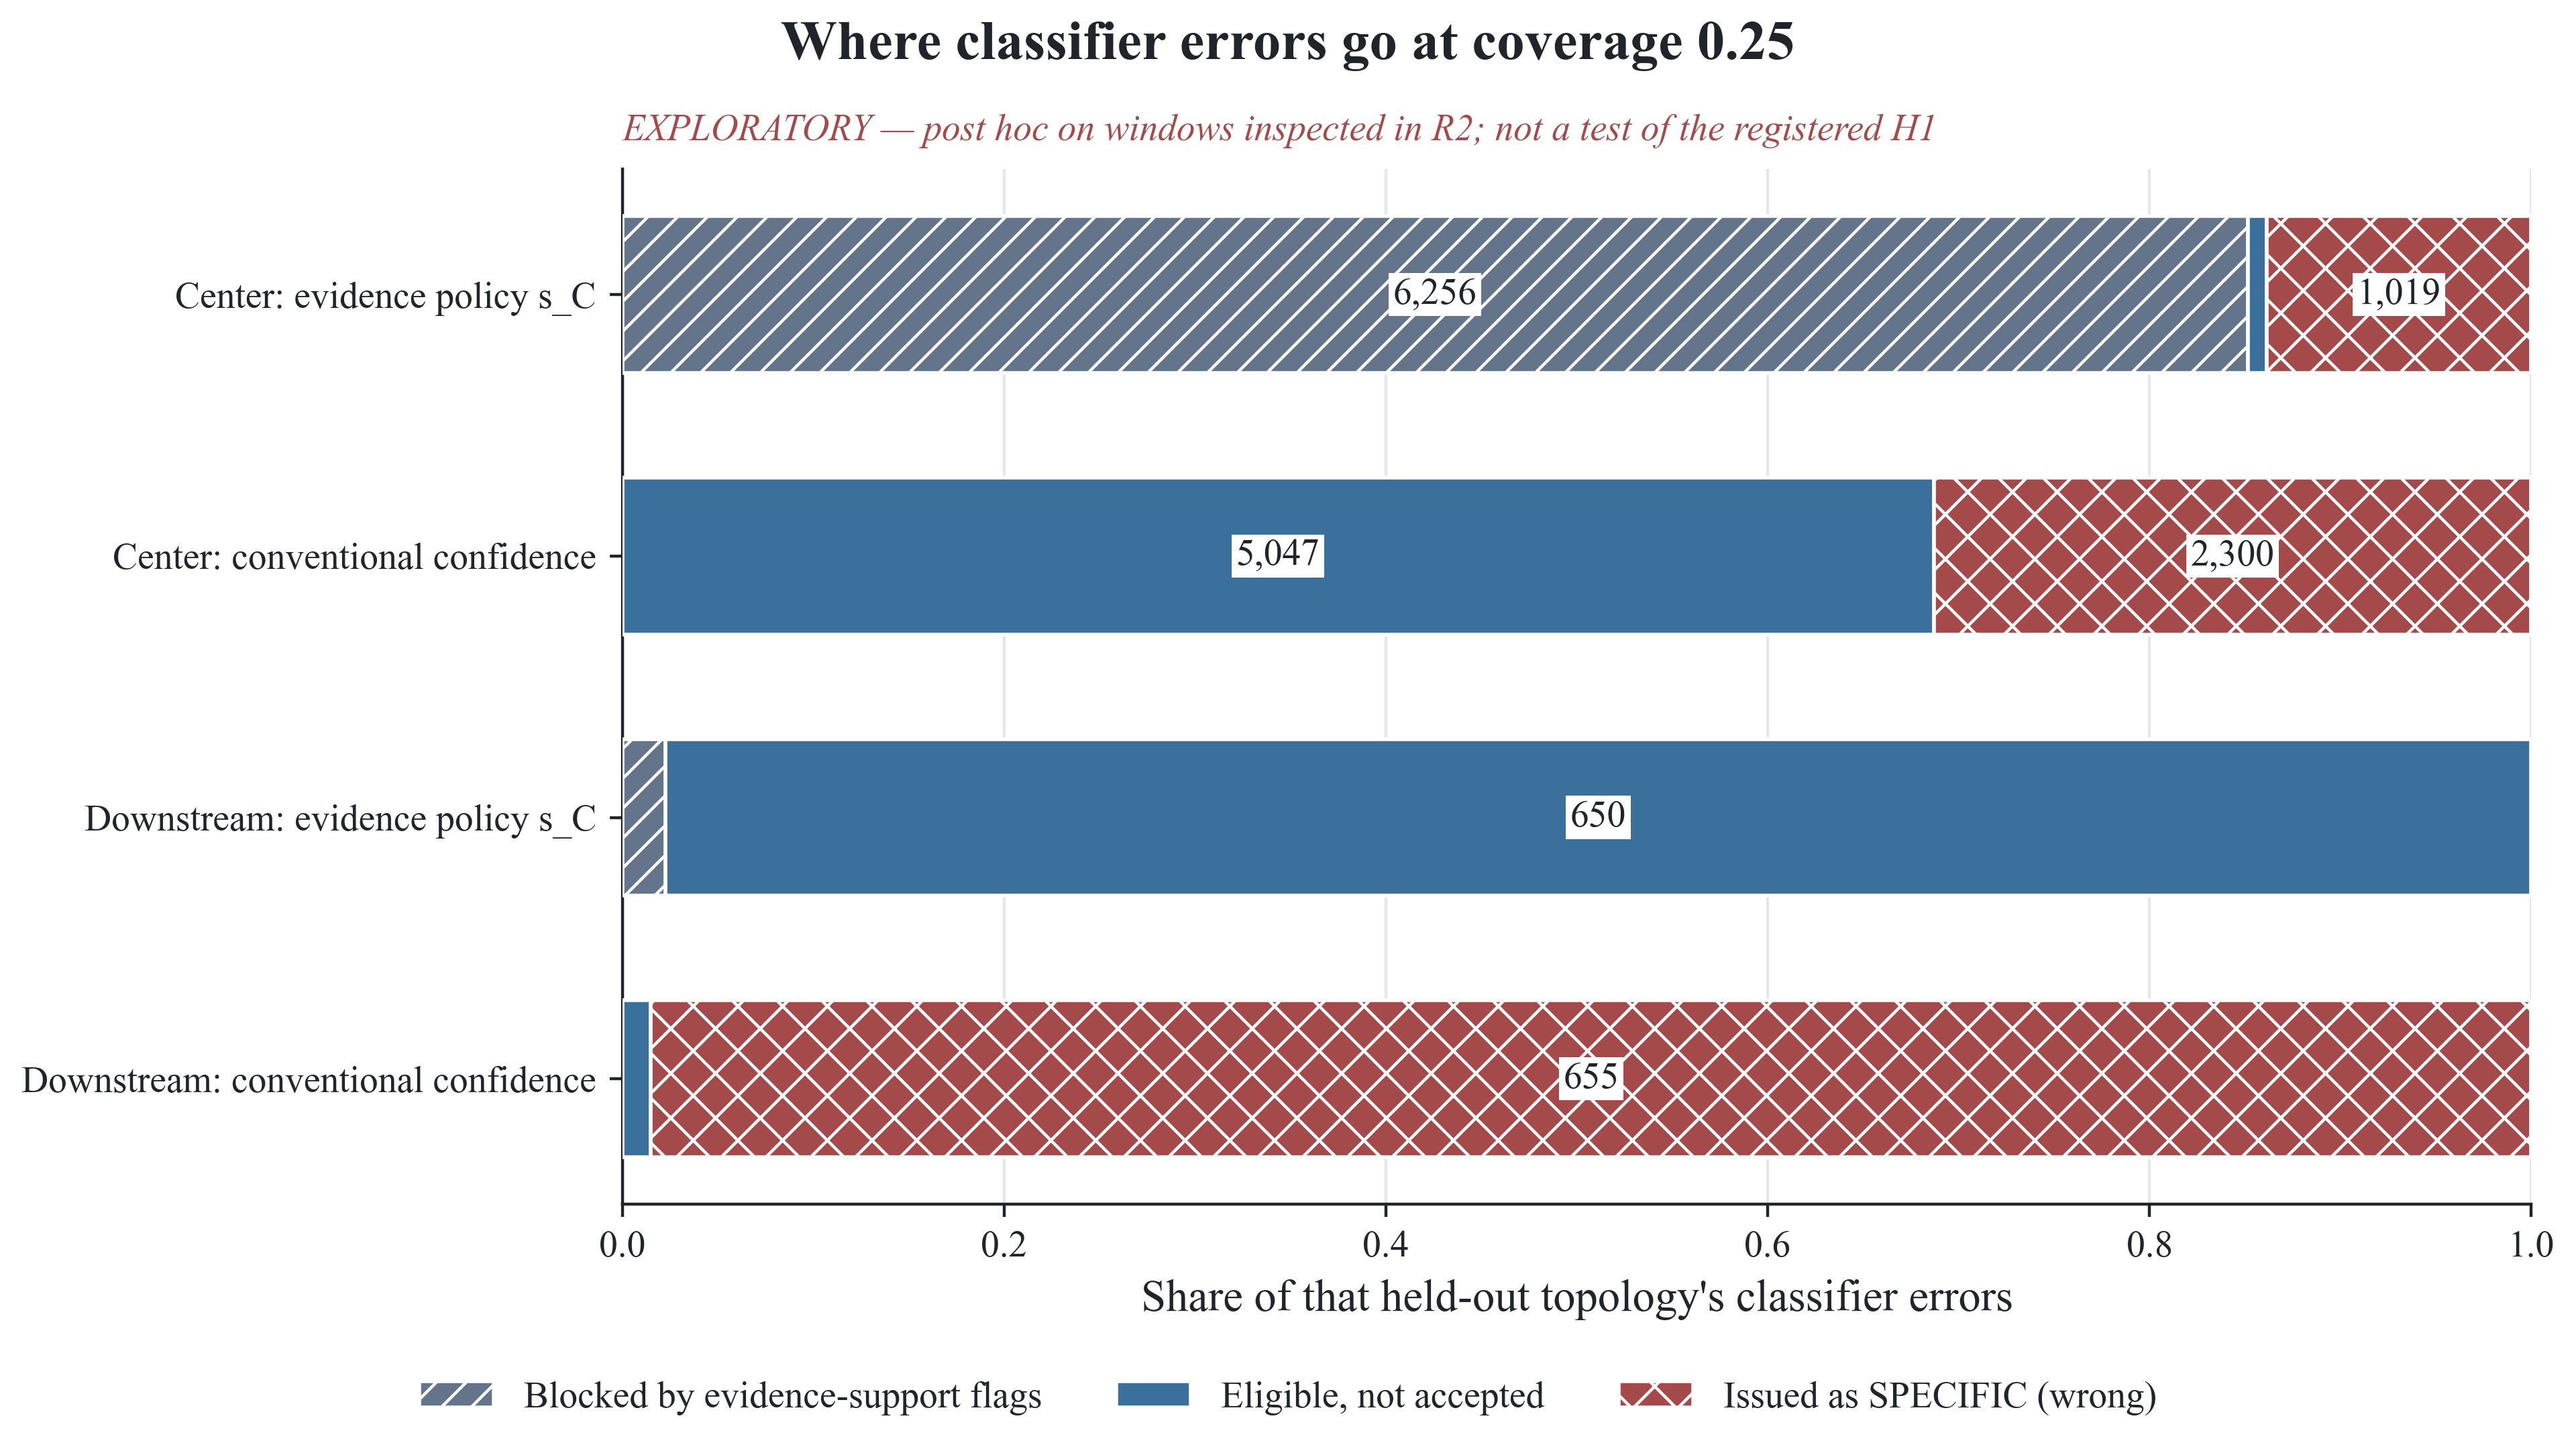 Where classifier errors go at coverage 0.25
EXPLORATORY — post hoc on windows inspected in R2; not a test of the registered H1
Center: evidence policy s_C
6,256
1,019
Center: conventional confidence
5,047
2,300
Downstream: evidence policy s_C
650
Downstream: conventional confidence
655
0.0 0.2 0.4 0.6 0.8 1.0
Share of that held-out topology's classifier errors
Blocked by evidence-support flags
Eligible, not accepted
Issued as SPECIFIC (wrong)